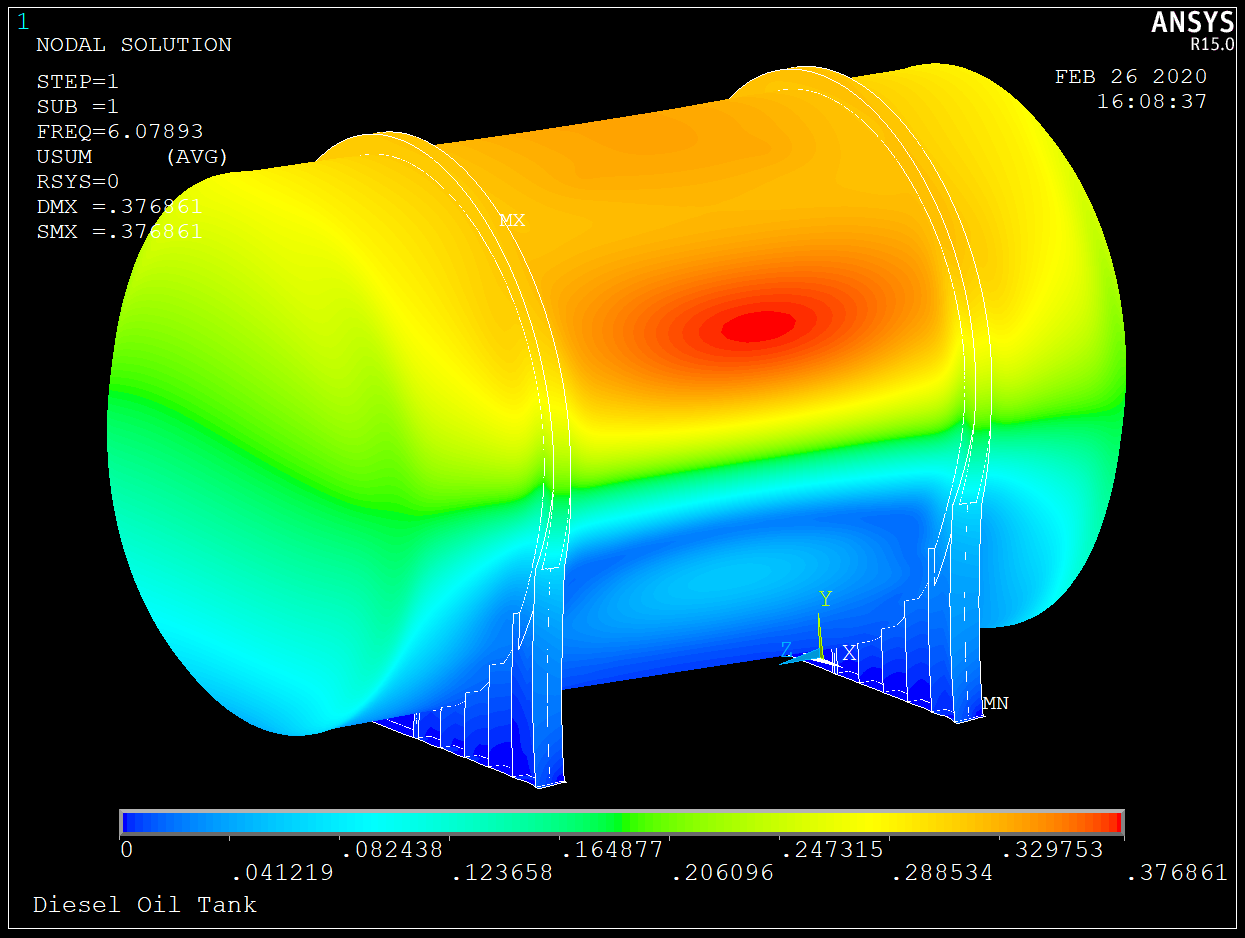 1
ANSYS
R15.0
NODAL SOLUTION
FEB 26 2020
16:08:37
STEP=1
SUB =1
FREQ=6.07893
USUM (AVG)
RSYS=0
DMX =.376861
SMX =.376861
MX
Y
Z X
MN
0 .082438 .164877 .247315 .329753
.041219 .123658 .206096 .288534 .376861
Diesel Oil Tank